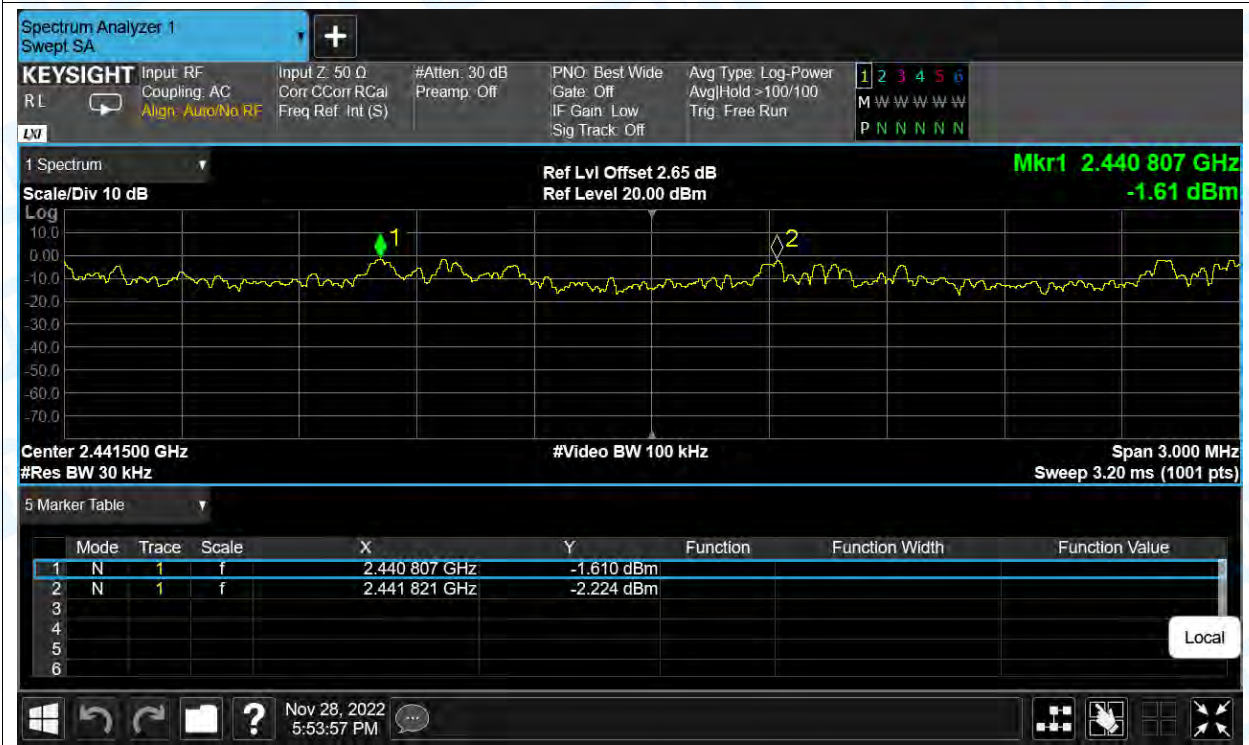 Spectrum Analyzer 1
Swept SA
+
KEYSIGHT Input: RF Input Z: 50 Ω #Atten: 30 dB PNO: Best Wide Avg Type: Log-Power 1 2 3 4 5 6
RL Coupling: AC Corr CCorr RCal Preamp: Off Gate: Off Avg|Hold >100/100 M W W W W W
Align: Auto/No RF Freq Ref: Int (S) IF Gain: Low Trig: Free Run
LXI Sig Track: Off P N N N N N
1 Spectrum Ref Lvl Offset 2.65 dB Mkr1 2.440 807 GHz
Scale/Div 10 dB Ref Level 20.00 dBm -1.61 dBm
Log
10.0
0.00
-10.0
-20.0
-30.0
-40.0
-50.0
-60.0
-70.0
1
2
Center 2.441500 GHz #Video BW 100 kHz Span 3.000 MHz
#Res BW 30 kHz Sweep 3.20 ms (1001 pts)
5 Marker Table
Mode Trace Scale X Y Function Function Width Function Value
1 N 1 f 2.440 807 GHz -1.610 dBm
2 N 1 f 2.441 821 GHz -2.224 dBm
3
4
5
6
Local
? Nov 28, 2022
5:53:57 PM